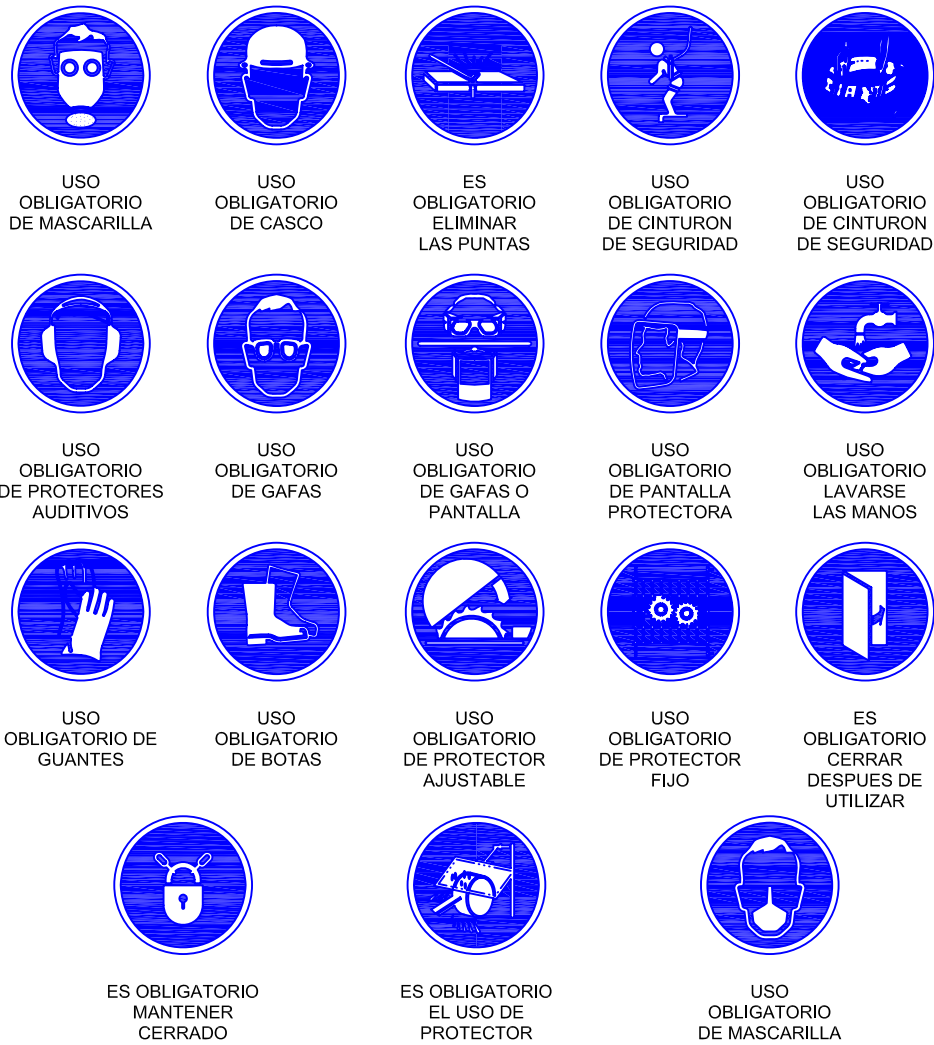 USO
OBLIGATORIO
DE MASCARILLA
USO
OBLIGATORIO
DE CASCO
ES
OBLIGATORIO
ELIMINAR
LAS PUNTAS
USO
OBLIGATORIO
DE CINTURON
DE SEGURIDAD
USO
OBLIGATORIO
DE CINTURON
DE SEGURIDAD
USO
OBLIGATORIO
DE PROTECTORES
AUDITIVOS
USO
OBLIGATORIO
DE GAFAS
USO
OBLIGATORIO
DE GAFAS O
PANTALLA
USO
OBLIGATORIO
DE PANTALLA
PROTECTORA
USO
OBLIGATORIO
LAVARSE
LAS MANOS
USO
OBLIGATORIO DE
GUANTES
USO
OBLIGATORIO
DE BOTAS
USO
OBLIGATORIO
DE PROTECTOR
AJUSTABLE
USO
OBLIGATORIO
DE PROTECTOR
FIJO
ES
OBLIGATORIO
CERRAR
DESPUES DE
UTILIZAR
ES OBLIGATORIO
MANTENER
CERRADO
ES OBLIGATORIO
EL USO DE
PROTECTOR
USO
OBLIGATORIO
DE MASCARILLA